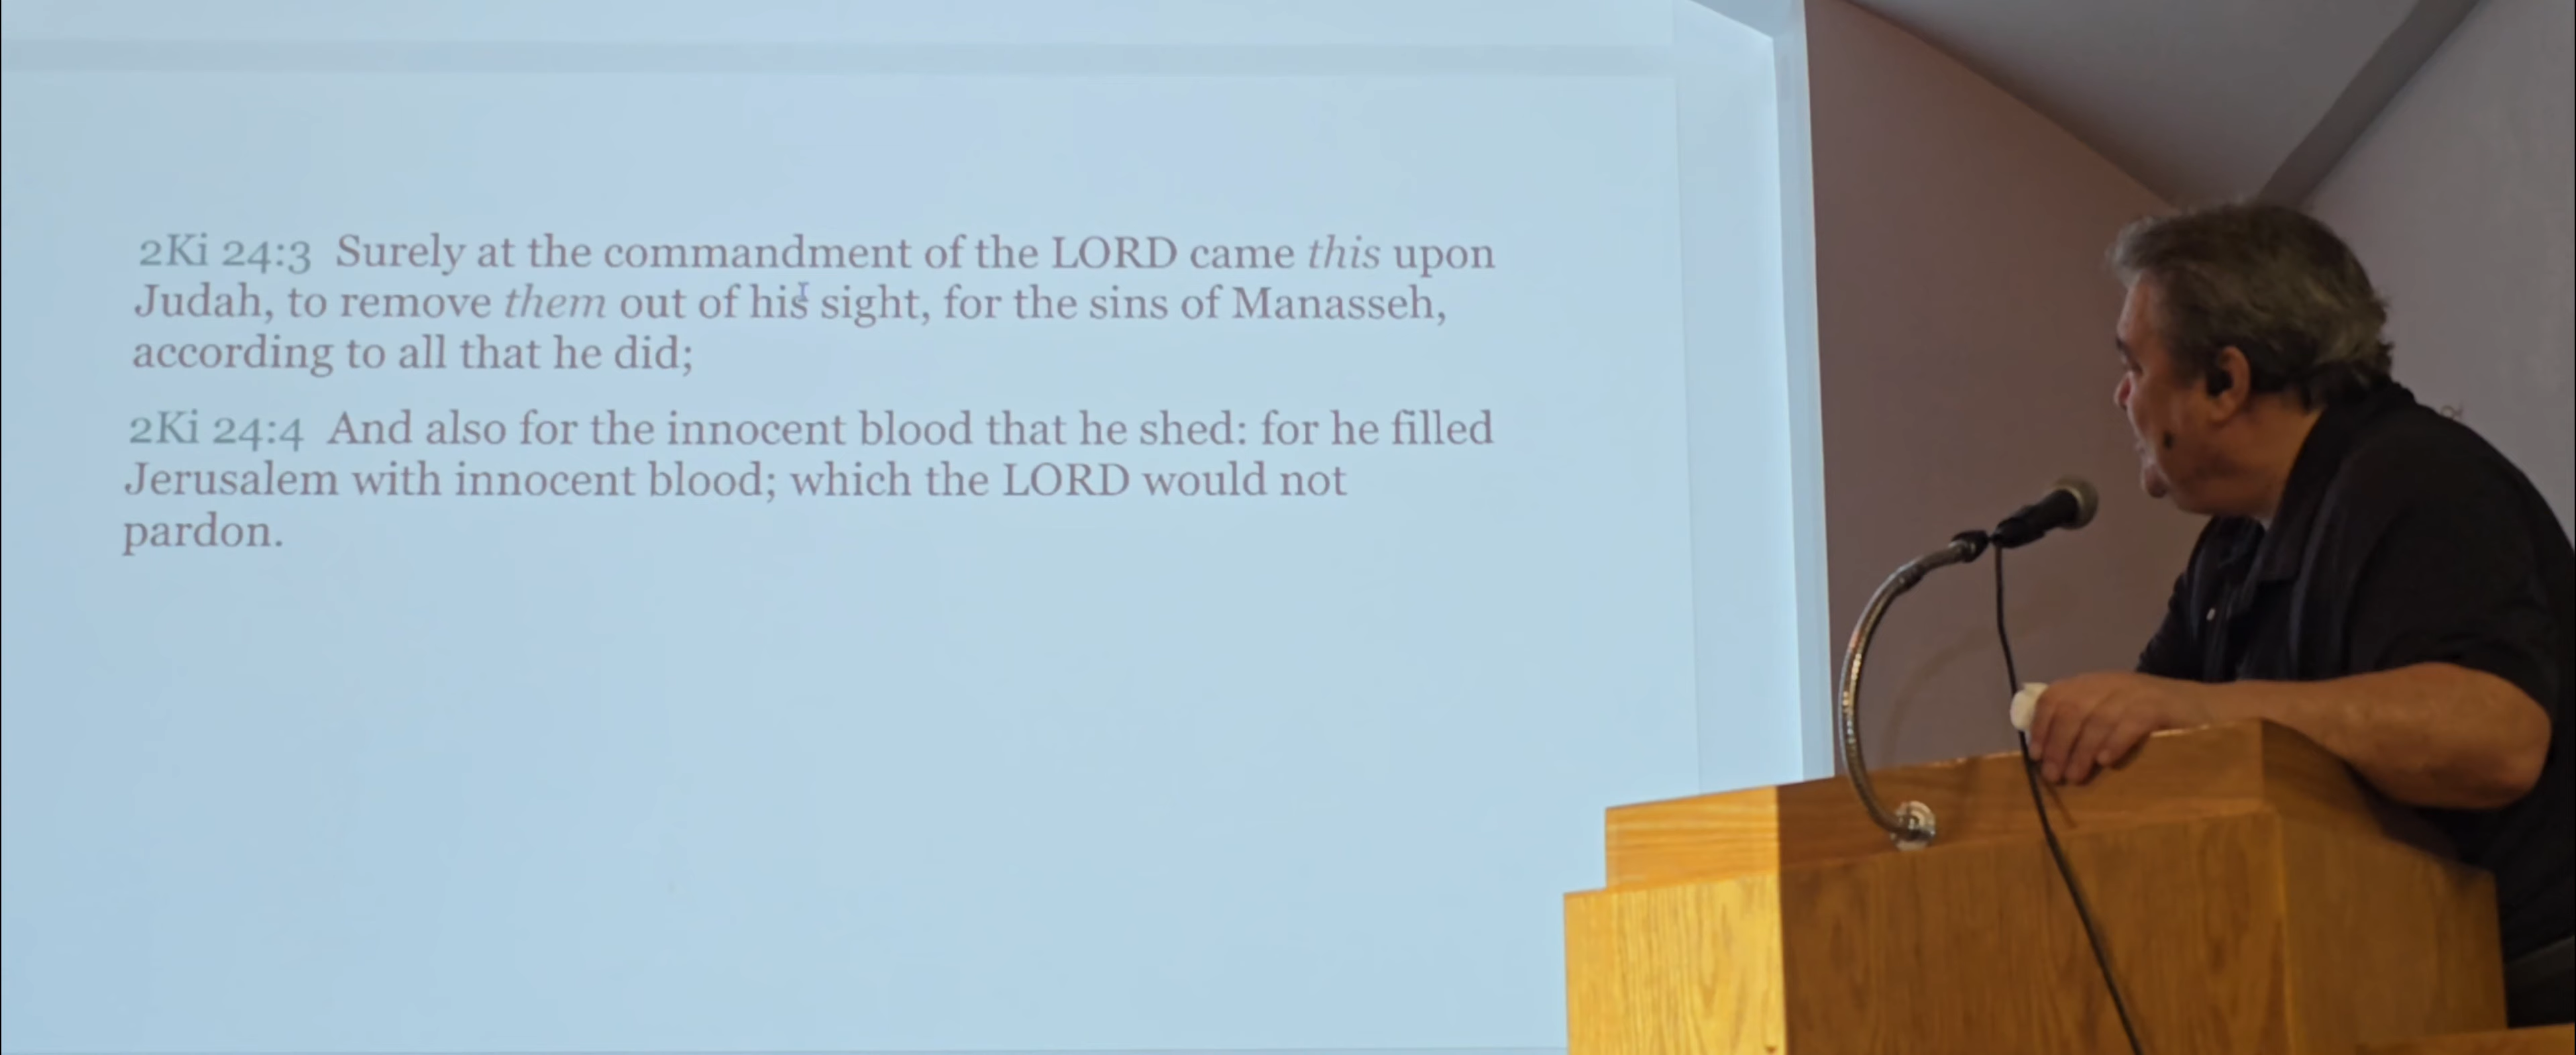 2Ki 24:3 Surely at the commandment of the LORD came this upon
Judah, to remove them out of his sight, for the sins of Manasseh,
according to all that he did;
2Ki 24:4 And also for the innocent blood that he shed: for he filled
Jerusalem with innocent blood; which the LORD would not
pardon.